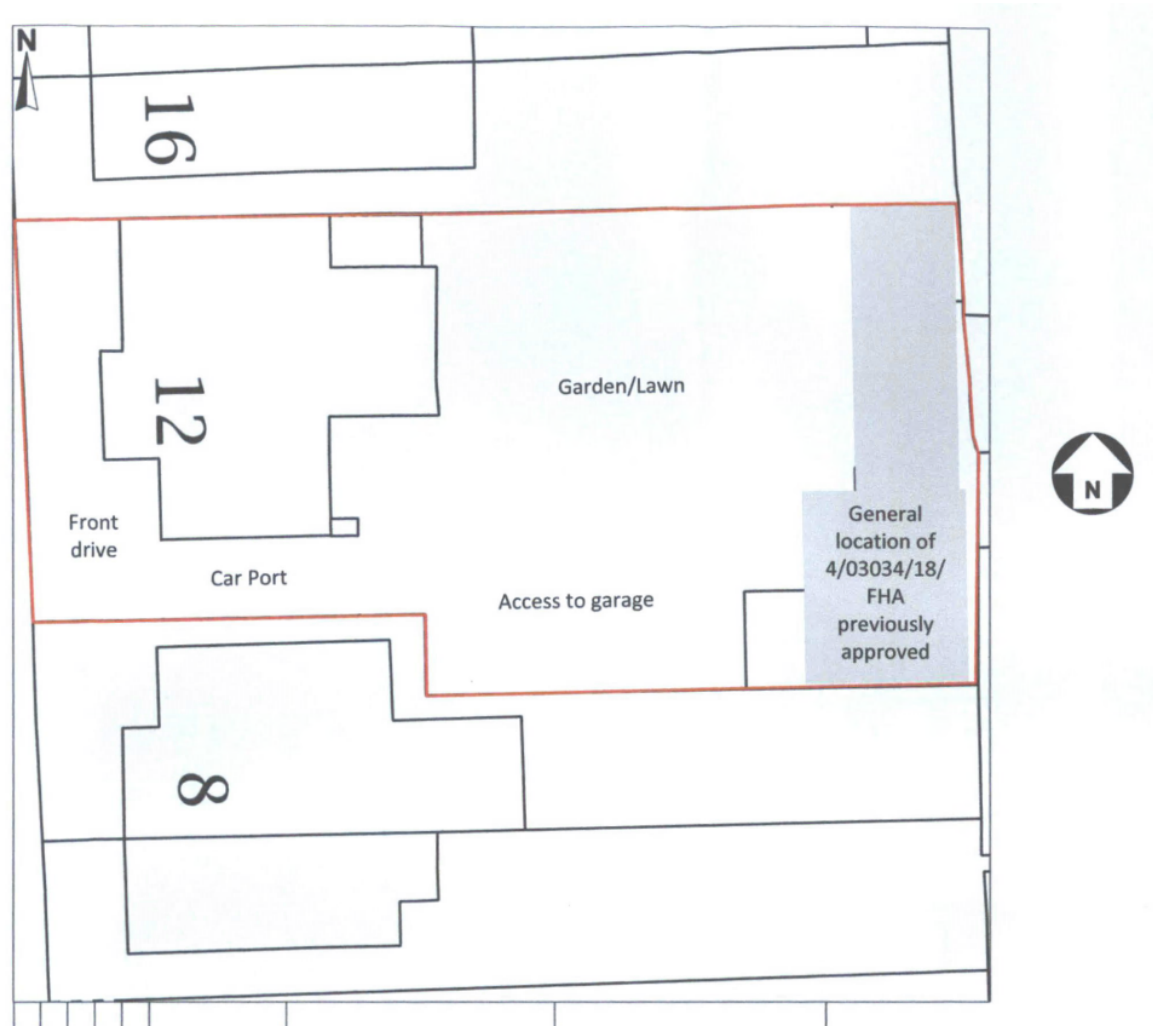 N
16
12
Garden/Lawn
N
Front
drive
General
location of
4/03034/18/
FHA
previously
approved
Car Port
Access to garage
8